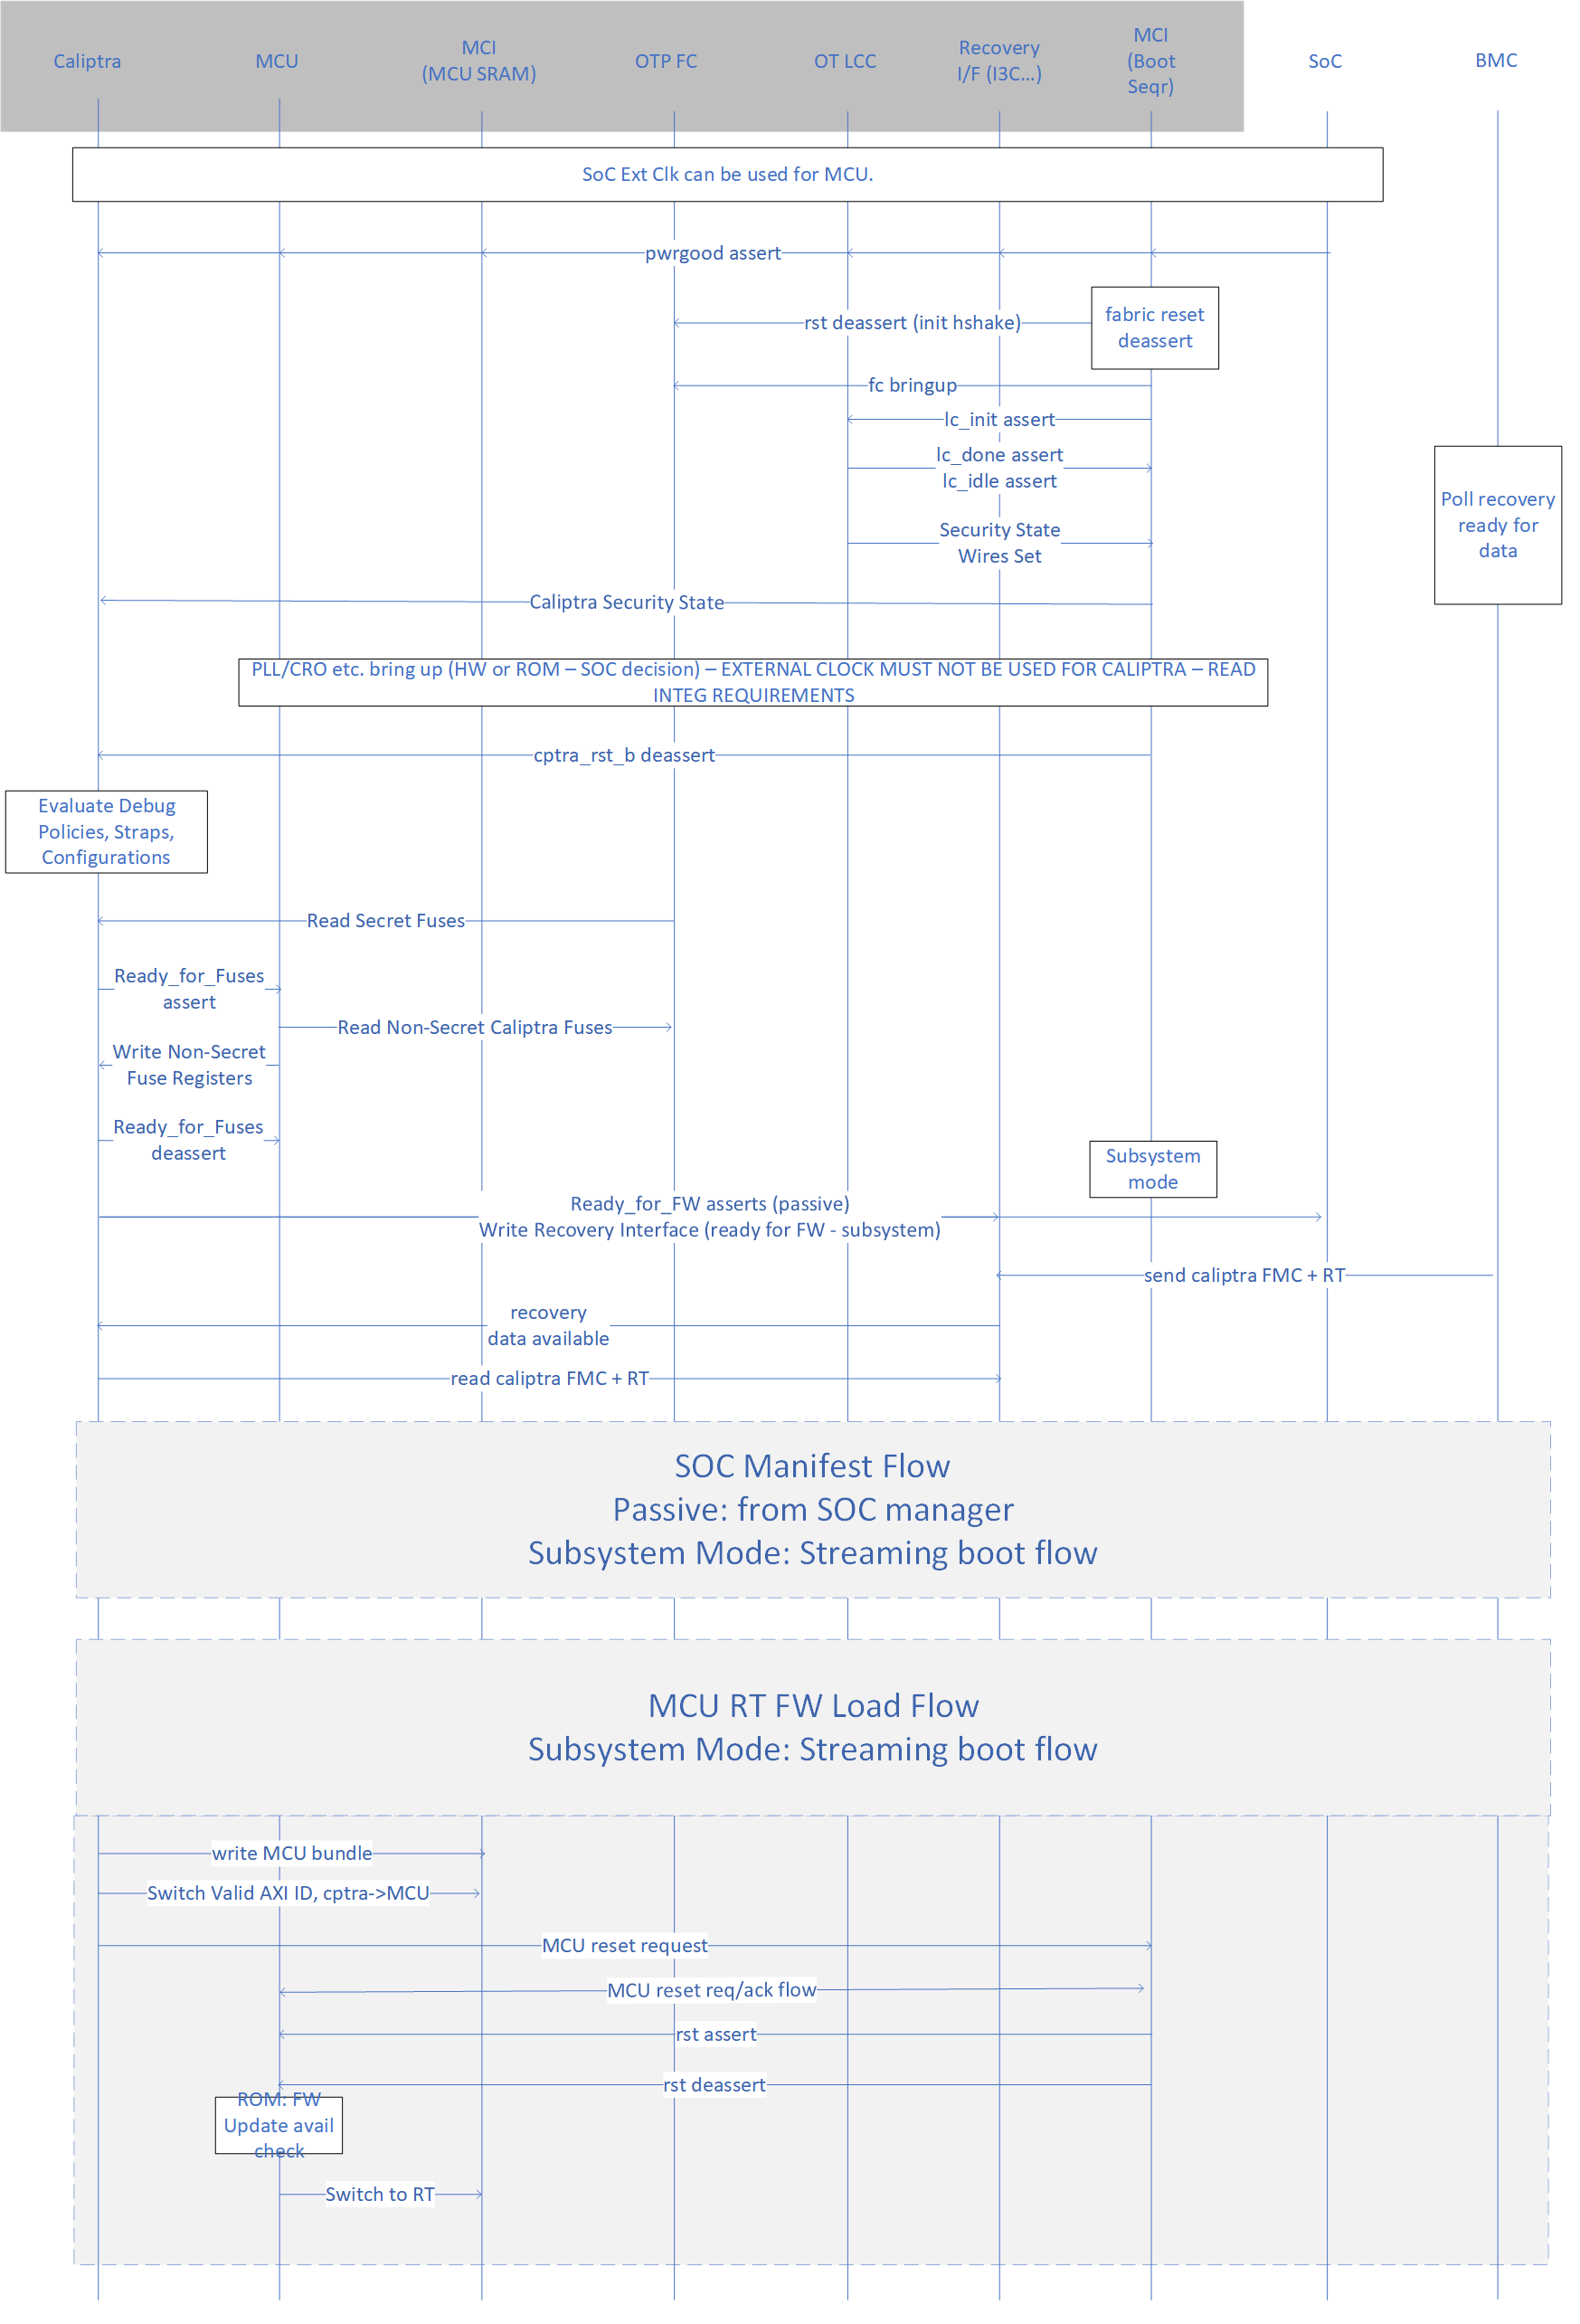 Caliptra
MCU
MCI
(MCU SRAM)
OTP FC
OT LCC
Recovery
I/F (I3C...)
MCI
(Boot
Seqr)
SoC
BMC
SoC Ext Clk can be used for MCU.
pwrgood assert
fabric reset
deassert
rst deassert (init hshake)
fc bringup
lc_init assert
lc_done assert
lc_idle assert
Poll recovery
ready for
data
Security State
Wires Set
Caliptra Security State
PLL/CRO etc. bring up (HW or ROM – SOC decision) – EXTERNAL CLOCK MUST NOT BE USED FOR CALIPTRA – READ
INTEG REQUIREMENTS
cptra_rst_b deassert
Evaluate Debug
Policies, Straps,
Configurations
Read Secret Fuses
Ready_for_Fuses
assert
Read Non-Secret Caliptra Fuses
Write Non-Secret
Fuse Registers
Ready_for_Fuses
deassert
Subsystem
mode
Ready_for_FW asserts (passive)
Write Recovery Interface (ready for FW - subsystem)
send caliptra FMC + RT
recovery
data available
read caliptra FMC + RT
SOC Manifest Flow
Passive: from SOC manager
Subsystem Mode: Streaming boot flow
MCU RT FW Load Flow
Subsystem Mode: Streaming boot flow
write MCU bundle
Switch Valid AXI ID, cptra->MCU
MCU reset request
MCU reset req/ack flow
rst assert
rst deassert
ROM: FW
Update avail
check
Switch to RT